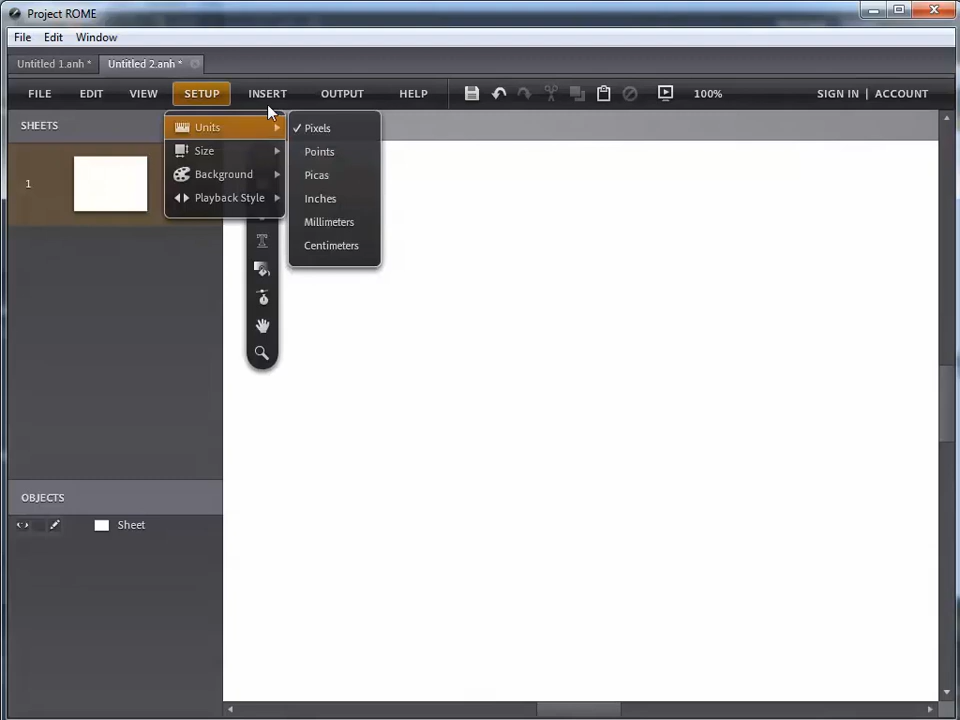 Project ROME
File Edit Window
Untitled 1.anh * Untitled 2.anh *
FILE EDIT VIEW SETUP INSERT OUTPUT HELP 100% SIGN IN | ACCOUNT
SHEETS
Units
Size
Background
Playback Style
Pixels
Points
Picas
Inches
Millimeters
Centimeters
1
OBJECTS
Sheet